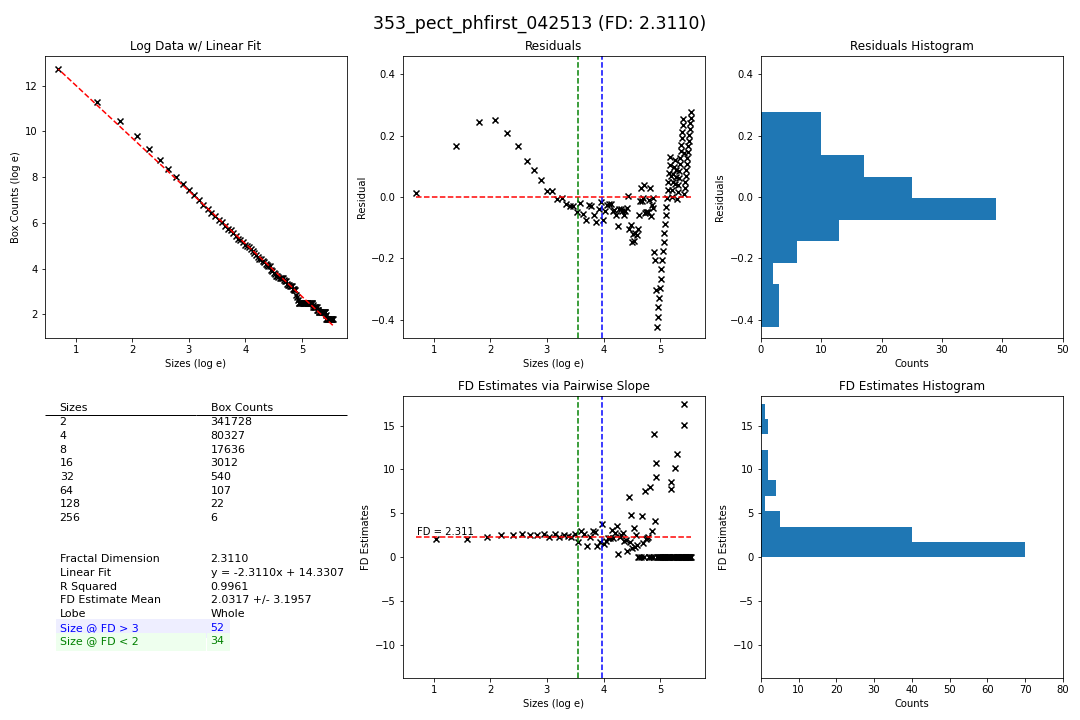 353_pect_phfirst_042513 (FD: 2.3110)
Log Data w/ Linear Fit
Box Counts (log e)
12
10
8
6
4
2
1 2 3 4 5
Sizes (log e)
Residuals
Residual
0.4
0.2
0.0
−0.2
−0.4
1 2 3 4 5
Sizes (log e)
Residuals Histogram
Residuals
0.4
0.2
0.0
−0.2
−0.4
0 10 20 30 40 50
Counts
Sizes Box Counts
2 341728
4 80327
8 17636
16 3012
32 540
64 107
128 22
256 6
Fractal Dimension 2.3110
Linear Fit y = -2.3110x + 14.3307
R Squared 0.9961
FD Estimate Mean 2.0317 +/- 3.1957
Lobe Whole
Size @ FD > 3 52
Size @ FD < 2 34
FD Estimates via Pairwise Slope
FD Estimates
15
10
5
0
−5
−10
FD = 2.311
1 2 3 4 5
Sizes (log e)
FD Estimates Histogram
FD Estimates
15
10
5
0
−5
−10
0 10 20 30 40 50 60 70 80
Counts